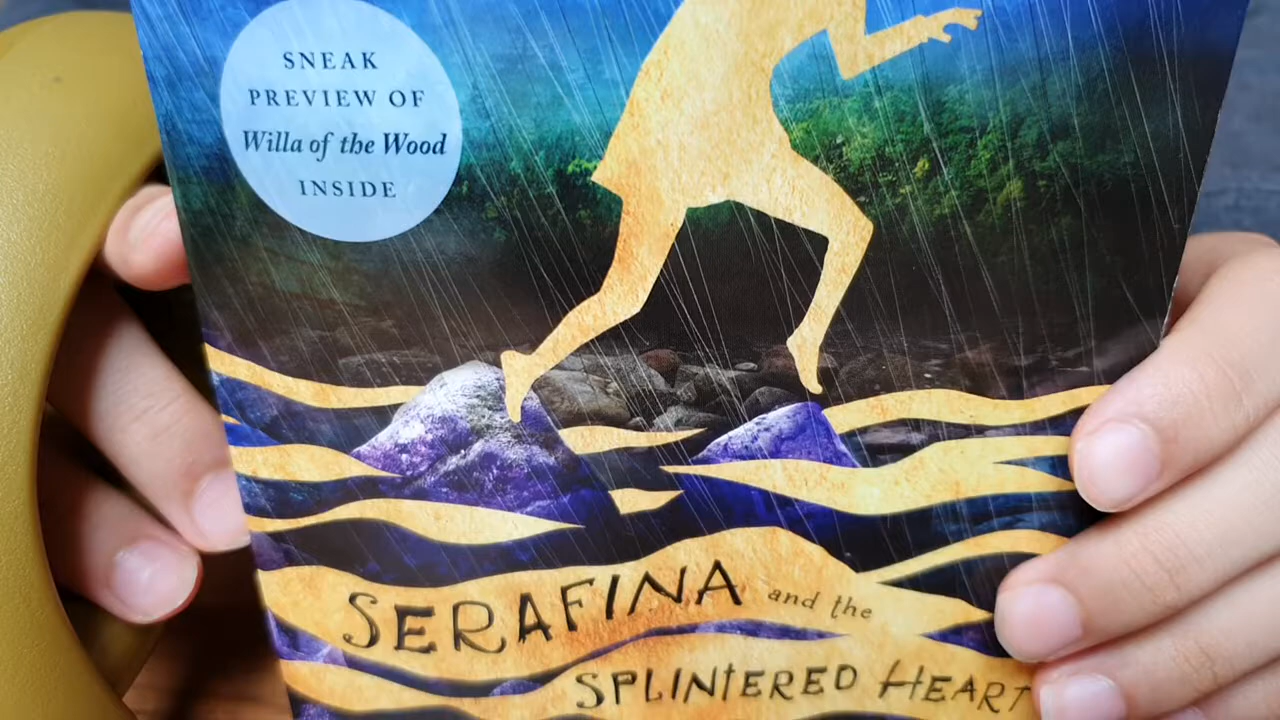 SNEAK
PREVIEW OF
Willa of the Wood
INSIDE
SERAFINA and the
SPLINTERED HEART